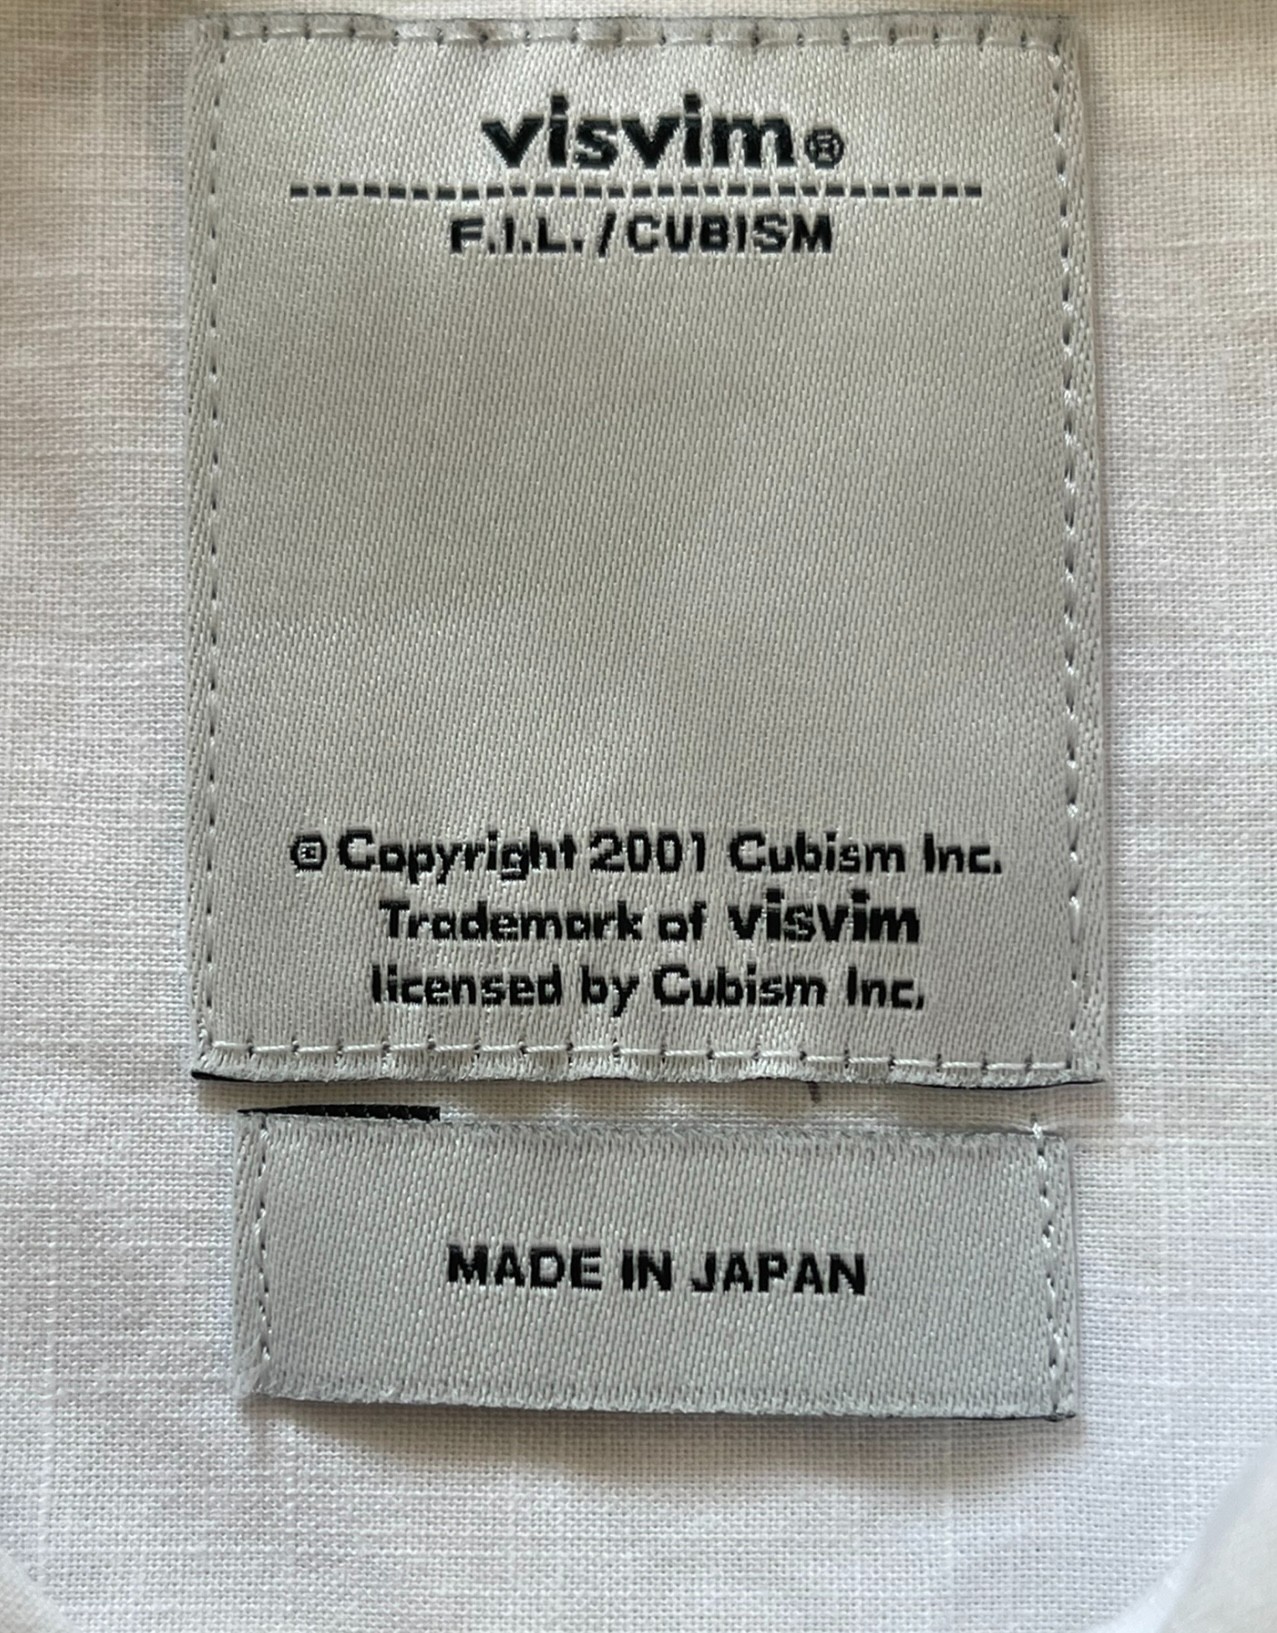 visvim®
F.I.L./CUBISM
© Copyright 2001 Cubism Inc.
Trademark of visvim
licensed by Cubism Inc.
MADE IN JAPAN